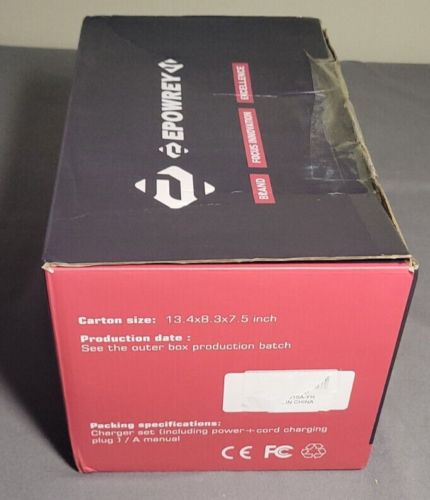 EPOWREY
BRAND
FOCUS INNOVATION
EXCELLENCE
Carton size: 13.4x8.3x7.5 inch
Production date :
See the outer box production batch
IN CHINA
Packing specifications:
Charger set (including power+cord charging
plug ) / A manual
CE FC